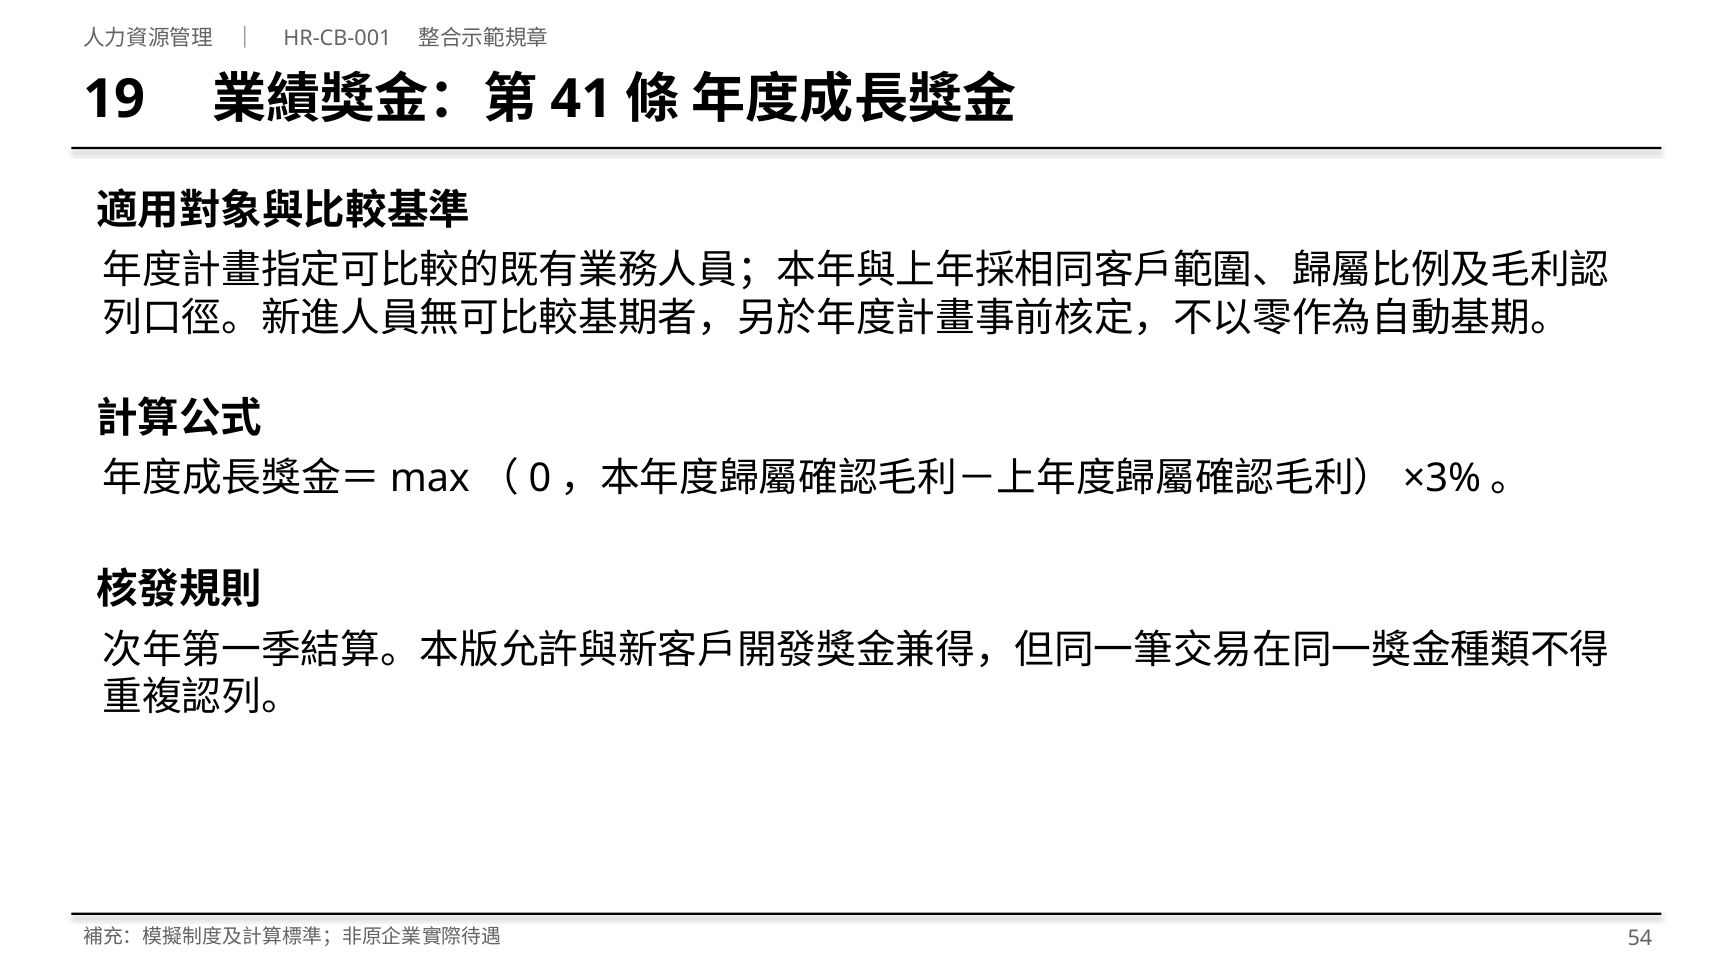 人力資源管理 │ HR-CB-001 整合示範規章
19 業績獎金：第 41 條 年度成長獎金
適用對象與比較基準
年度計畫指定可比較的既有業務人員；本年與上年採相同客戶範圍、歸屬比例及毛利認
列口徑。新進人員無可比較基期者，另於年度計畫事前核定，不以零作為自動基期。
計算公式
年度成長獎金＝ max （ 0 ，本年度歸屬確認毛利－上年度歸屬確認毛利） ×3% 。
核發規則
次年第一季結算。本版允許與新客戶開發獎金兼得，但同一筆交易在同一獎金種類不得
重複認列。
補充：模擬制度及計算標準；非原企業實際待遇
54